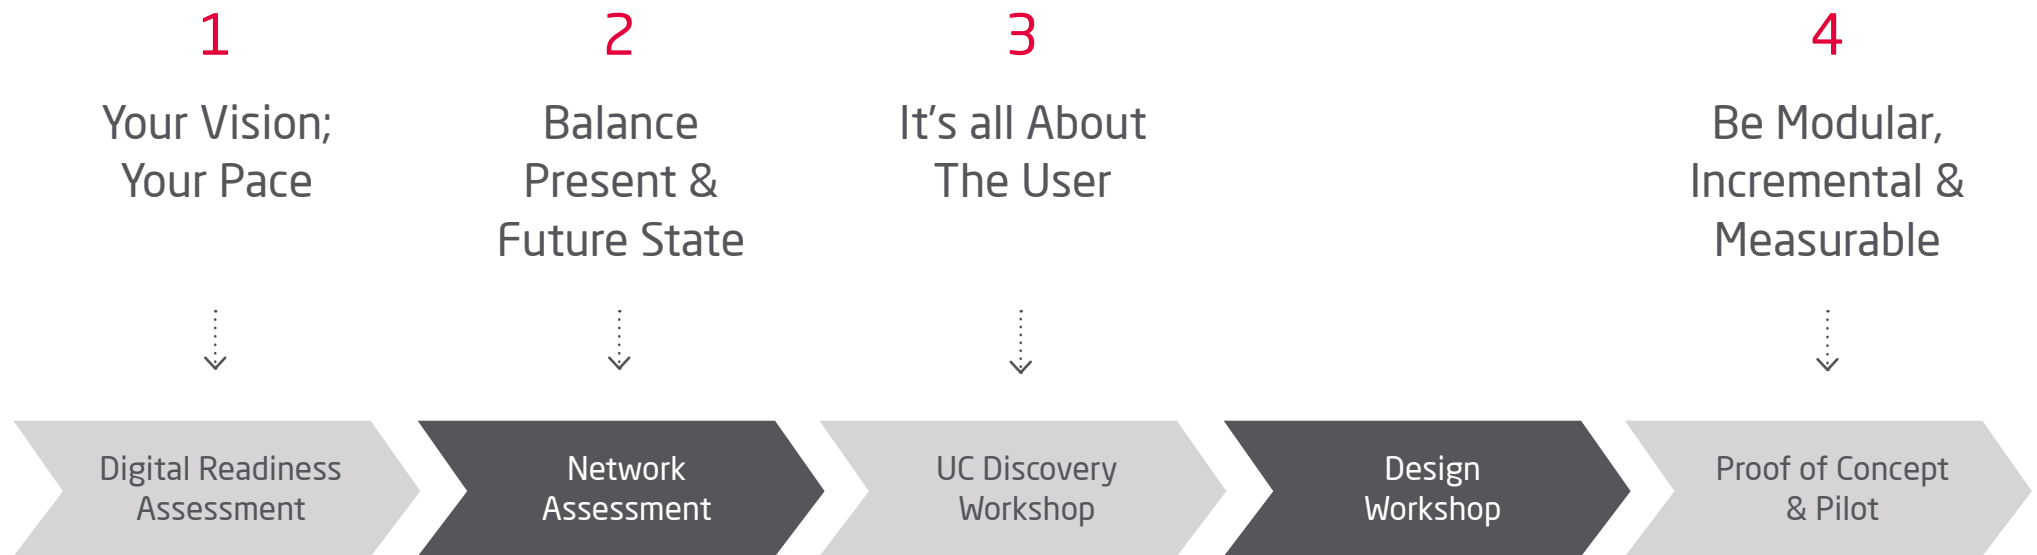 1
Your Vision;
Your Pace
2
Balance
Present &
Future State
3
It's all About
The User
4
Be Modular,
Incremental &
Measurable
Digital Readiness
Assessment
Network
Assessment
UC Discovery
Workshop
Design
Workshop
Proof of Concept
& Pilot